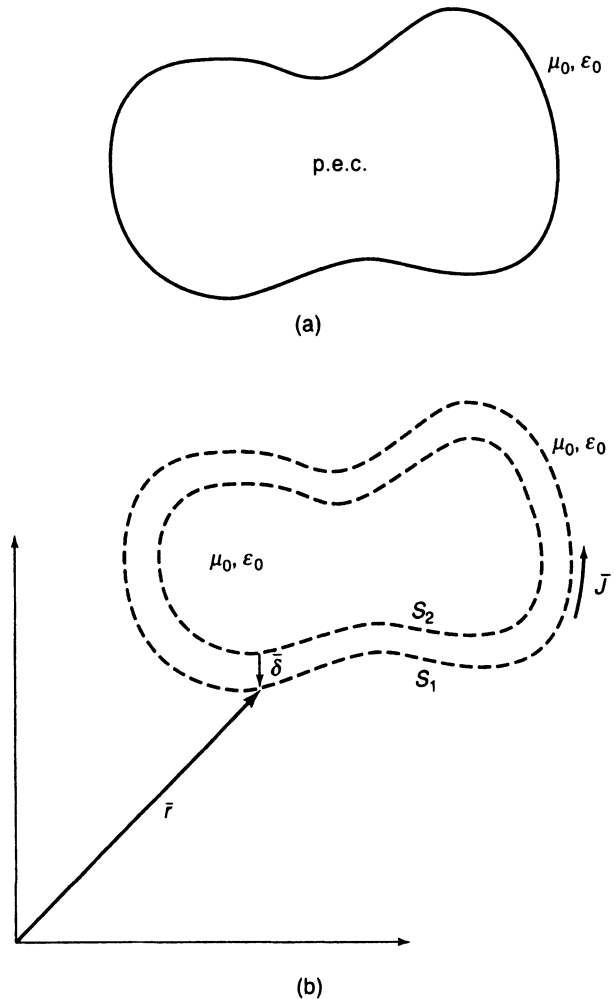 μ₀, ε₀
p.e.c.
(a)
μ₀, ε₀
μ₀, ε₀
J̄
S₂
δ̄
S₁
r̄
(b)